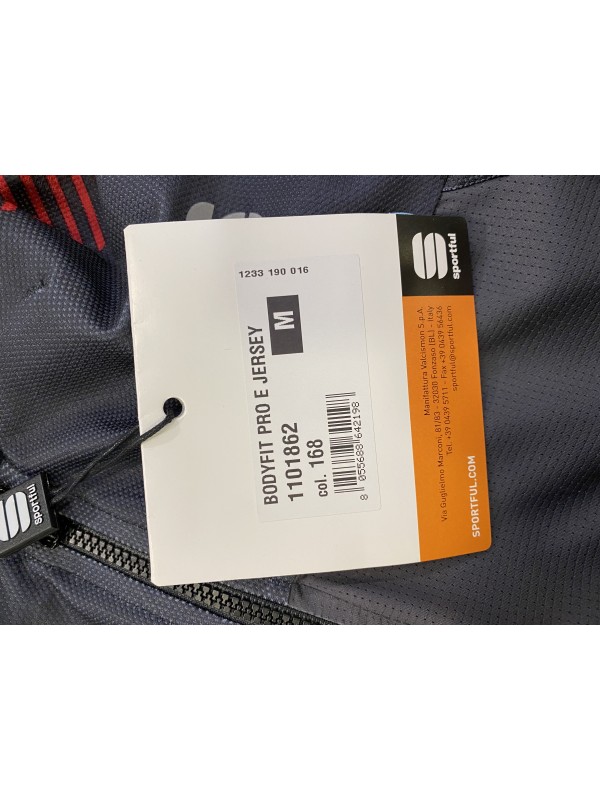 1233 190 016
M
BODYFIT PRO E JERSEY
1101862
col. 168
8 055688 642198
sportful
Manifattura Valcismon S.p.A.
Via Guglielmo Marconi, 81/83 - 32030 Fonzaso (BL) - Italy
Tel. +39 0439 5711 - Fax +39 0439 56436
sportful@sportful.com
SPORTFUL.COM
sportful